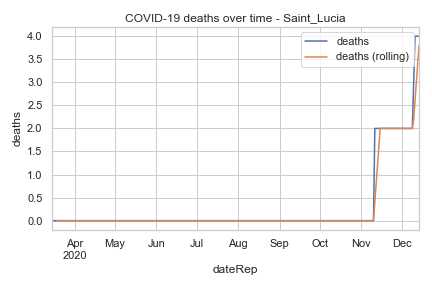 COVID-19 deaths over time - Saint_Lucia
deaths
deaths (rolling)
4.0
3.5
3.0
2.5
2.0
1.5
1.0
0.5
0.0
deaths
Apr May Jun Jul Aug Sep Oct Nov Dec
2020
dateRep